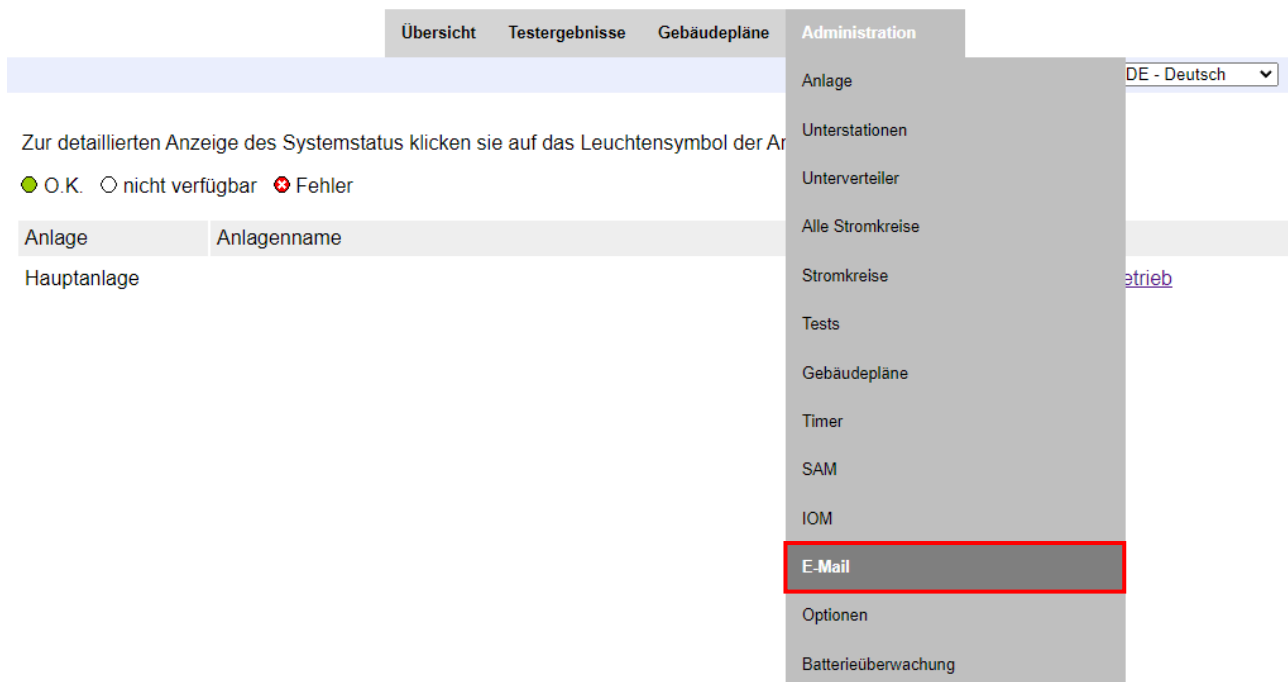 Übersicht Testergebnisse Gebäudepläne Administration
DE - Deutsch
Zur detaillierten Anzeige des Systemstatus klicken sie auf das Leuchtensymbol der
O.K. nicht verfügbar Fehler
Anlage Anlagenname
Hauptanlage
Anlage
Unterstationen
Unterverteiler
Alle Stromkreise
Stromkreise
Tests
Gebäudepläne
Timer
SAM
IOM
E-Mail
Optionen
Batterieüberwachung
etrieb